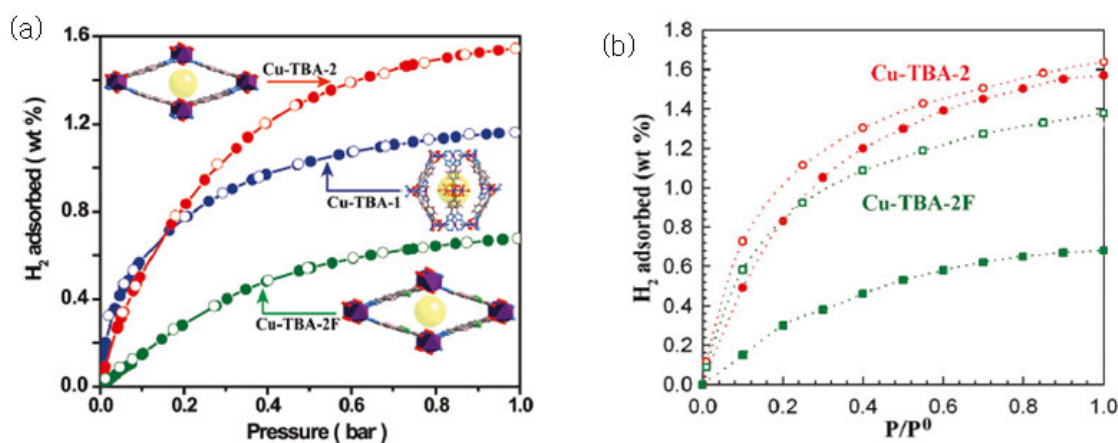 (a)
H₂ adsorbed ( wt %)
1.6
1.2
0.8
0.4
0.0
Cu-TBA-2
Cu-TBA-1
Cu-TBA-2F
0.0 0.2 0.4 0.6 0.8 1.0
Pressure ( bar )
(b)
H₂ adsorbed (wt %)
1.8
1.6
1.4
1.2
1.0
0.8
0.6
0.4
0.2
0.0
Cu-TBA-2
Cu-TBA-2F
0.0 0.2 0.4 0.6 0.8 1.0
P/P⁰